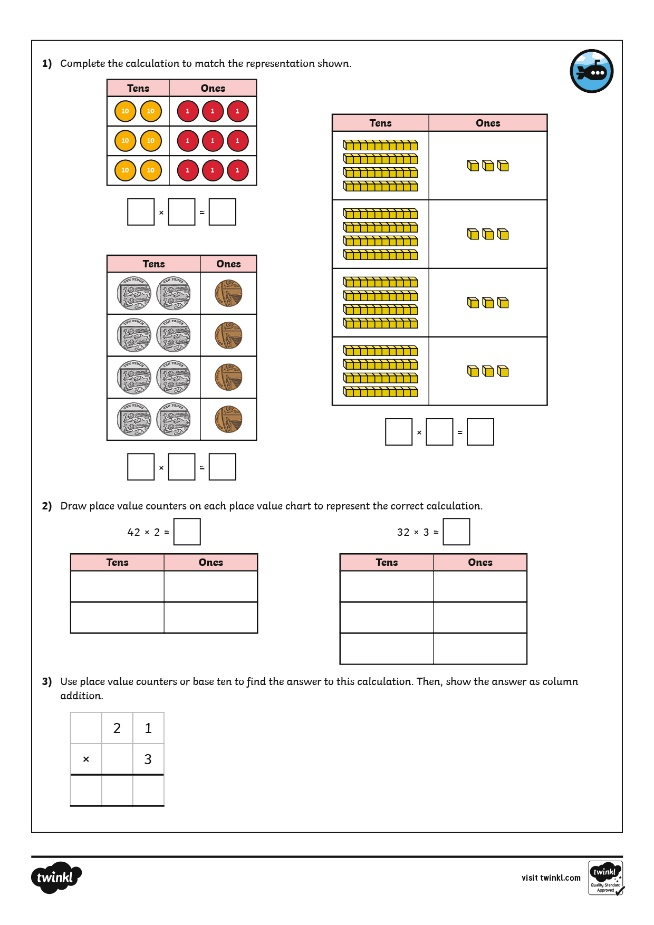 1) Complete the calculation to match the representation shown.
Tens Ones
10 10 1 1 1
10 10 1 1 1
10 10 1 1 1
× =
Tens Ones
× =
Tens Ones
× =
2) Draw place value counters on each place value chart to represent the correct calculation.
42 × 2 =
Tens Ones
32 × 3 =
Tens Ones
3) Use place value counters or base ten to find the answer to this calculation. Then, show the answer as column
addition.
2 1
× 3
twinkl
visit twinkl.com
twinkl
Quality Standard
Approved